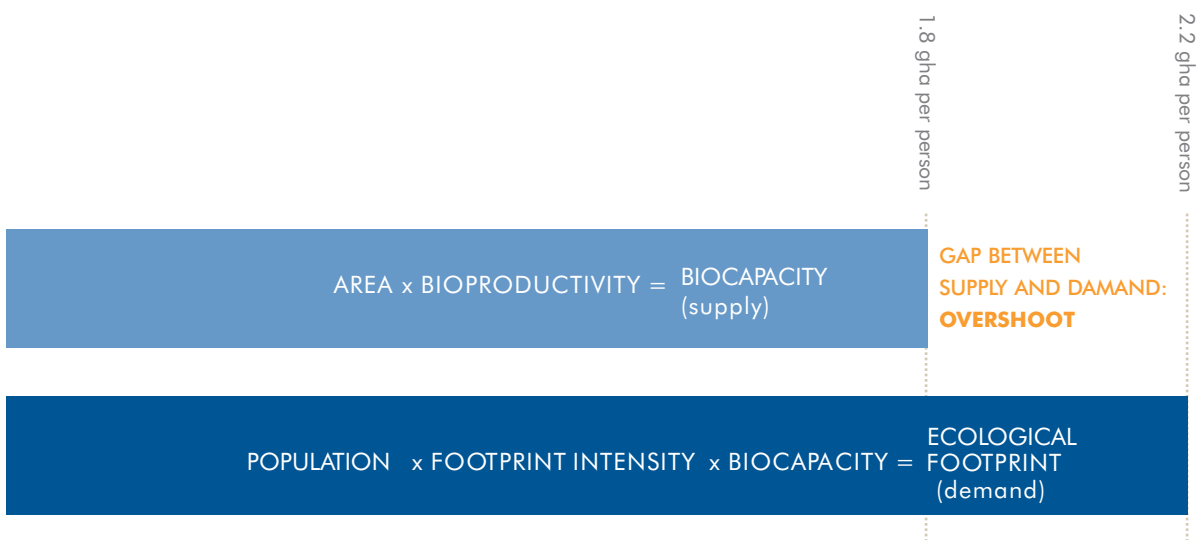 1.8 gha per person
2.2 gha per person
AREA x BIOPRODUCTIVITY = BIOCAPACITY
(supply)
GAP BETWEEN
SUPPLY AND DAMAND:
OVERSHOOT
POPULATION x FOOTPRINT INTENSITY x BIOCAPACITY = ECOLOGICAL
FOOTPRINT
(demand)